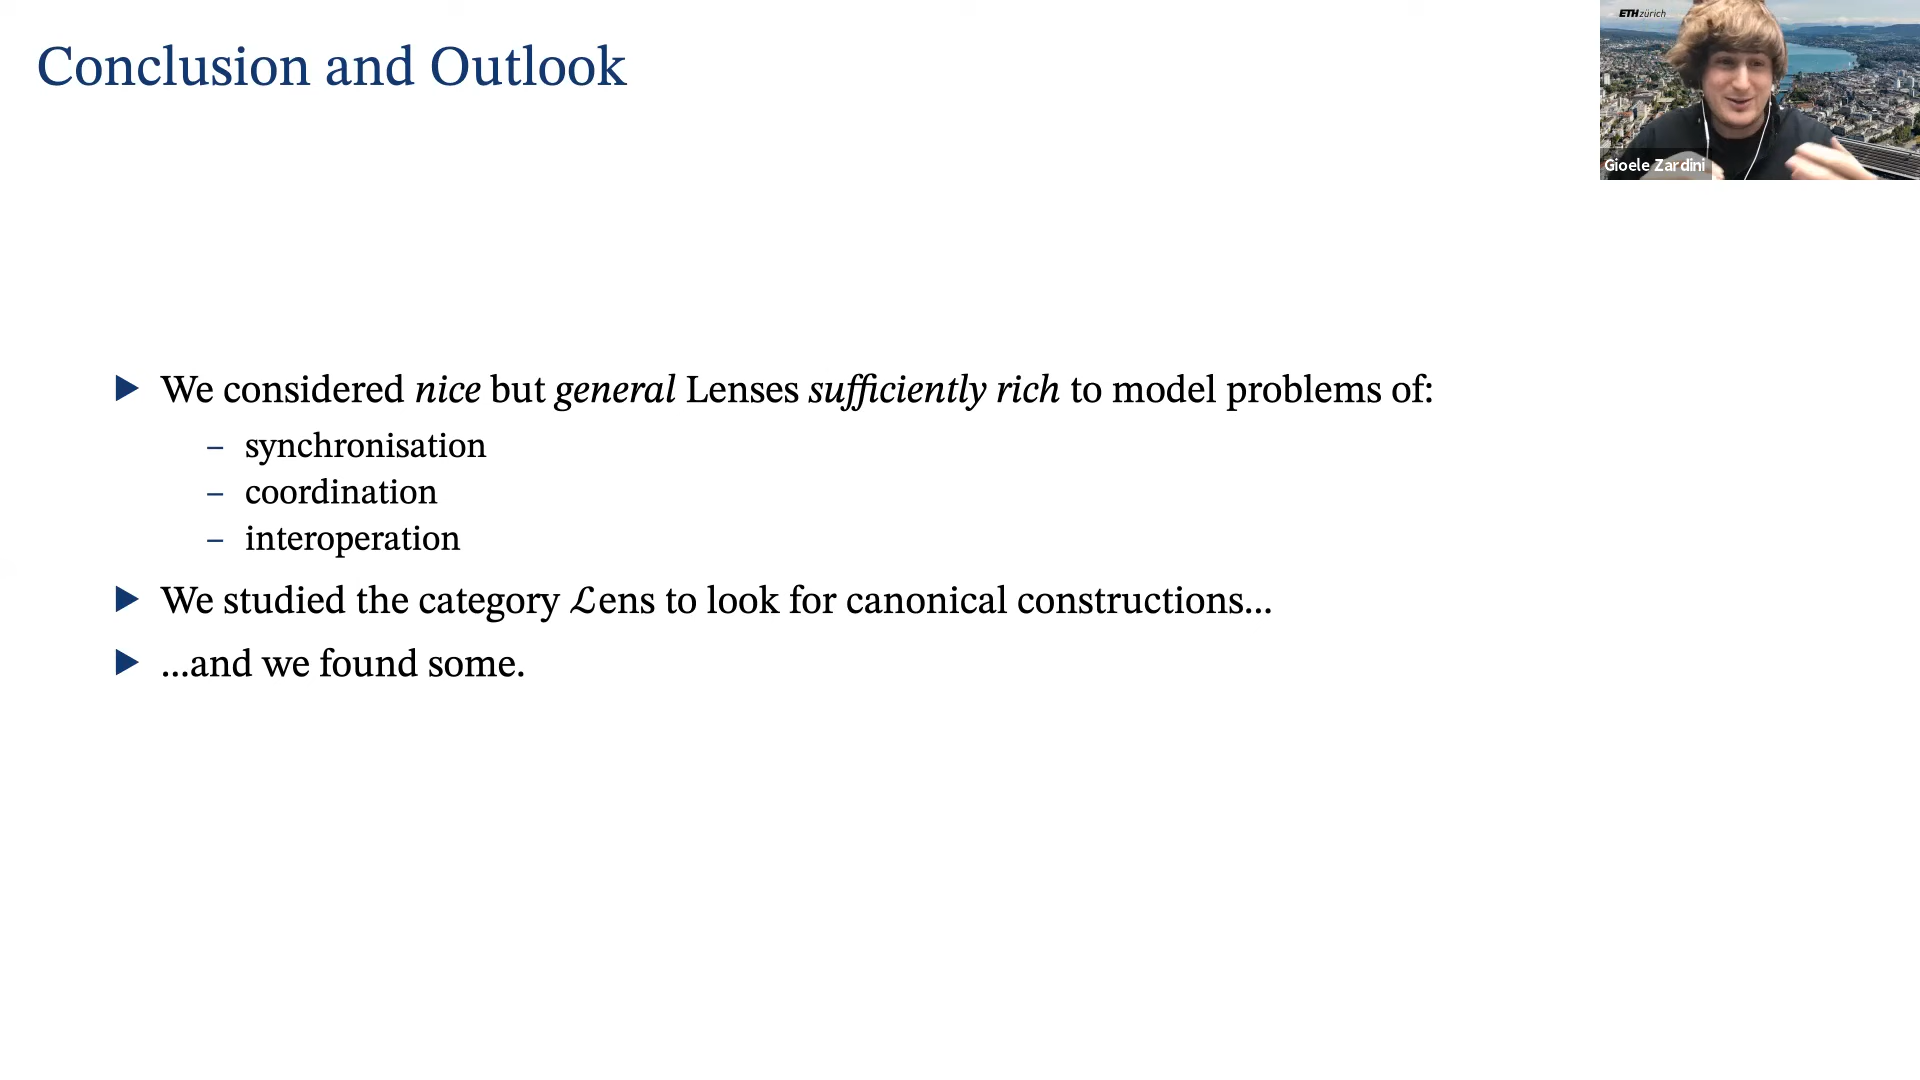 Conclusion and Outlook
ETH zürich
Gioele Zardini
▶ We considered nice but general Lenses sufficiently rich to model problems of:
– synchronisation
– coordination
– interoperation
▶ We studied the category ℒens to look for canonical constructions...
▶ ...and we found some.